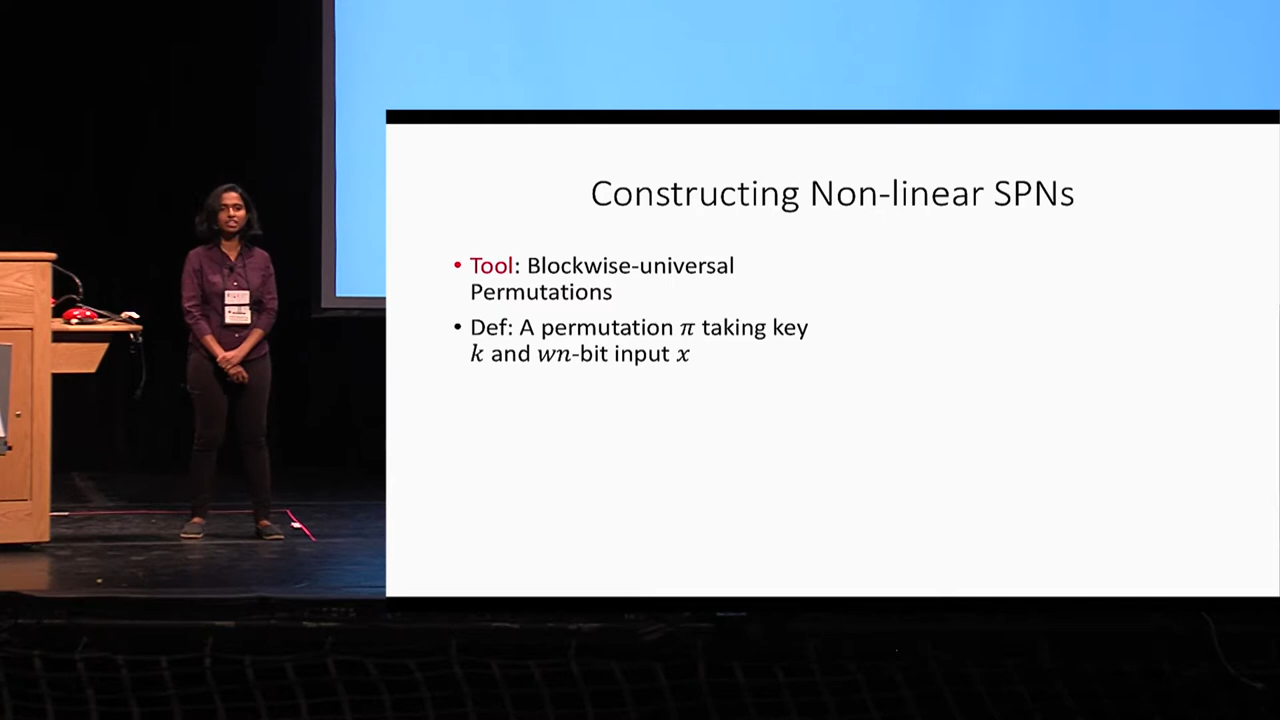 Constructing Non-linear SPNs
• Tool: Blockwise-universal
Permutations
• Def: A permutation π taking key
k and wn-bit input x